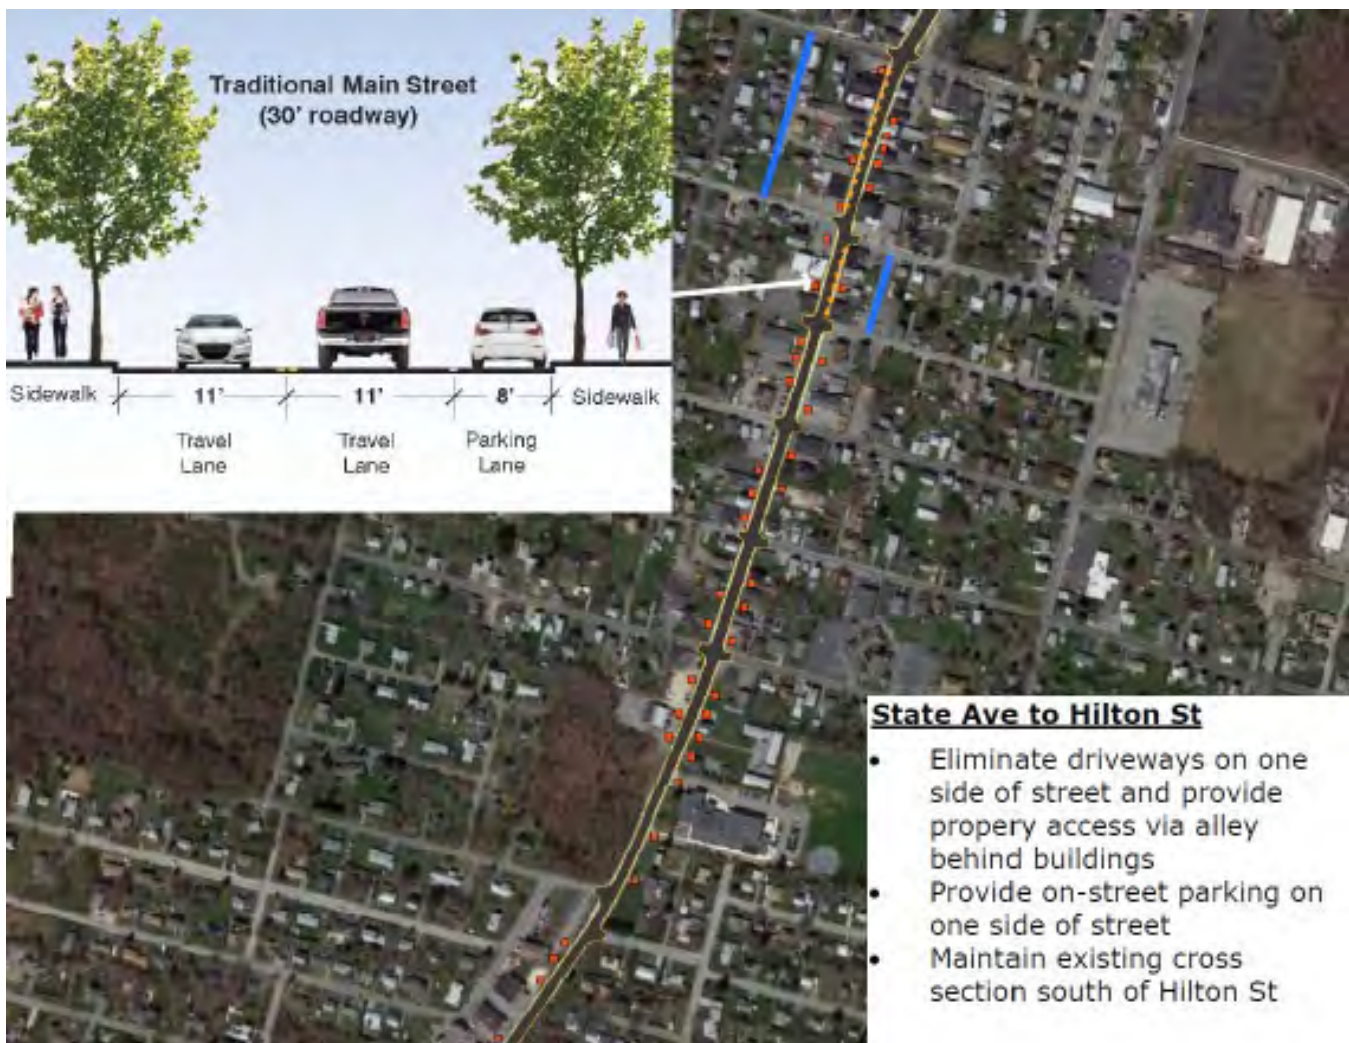 Traditional Main Street
(30' roadway)
Sidewalk
11'
11'
8'
Sidewalk
Travel
Lane
Travel
Lane
Parking
Lane
State Ave to Hilton St
• Eliminate driveways on one
side of street and provide
propery access via alley
behind buildings
• Provide on-street parking on
one side of street
• Maintain existing cross
section south of Hilton St